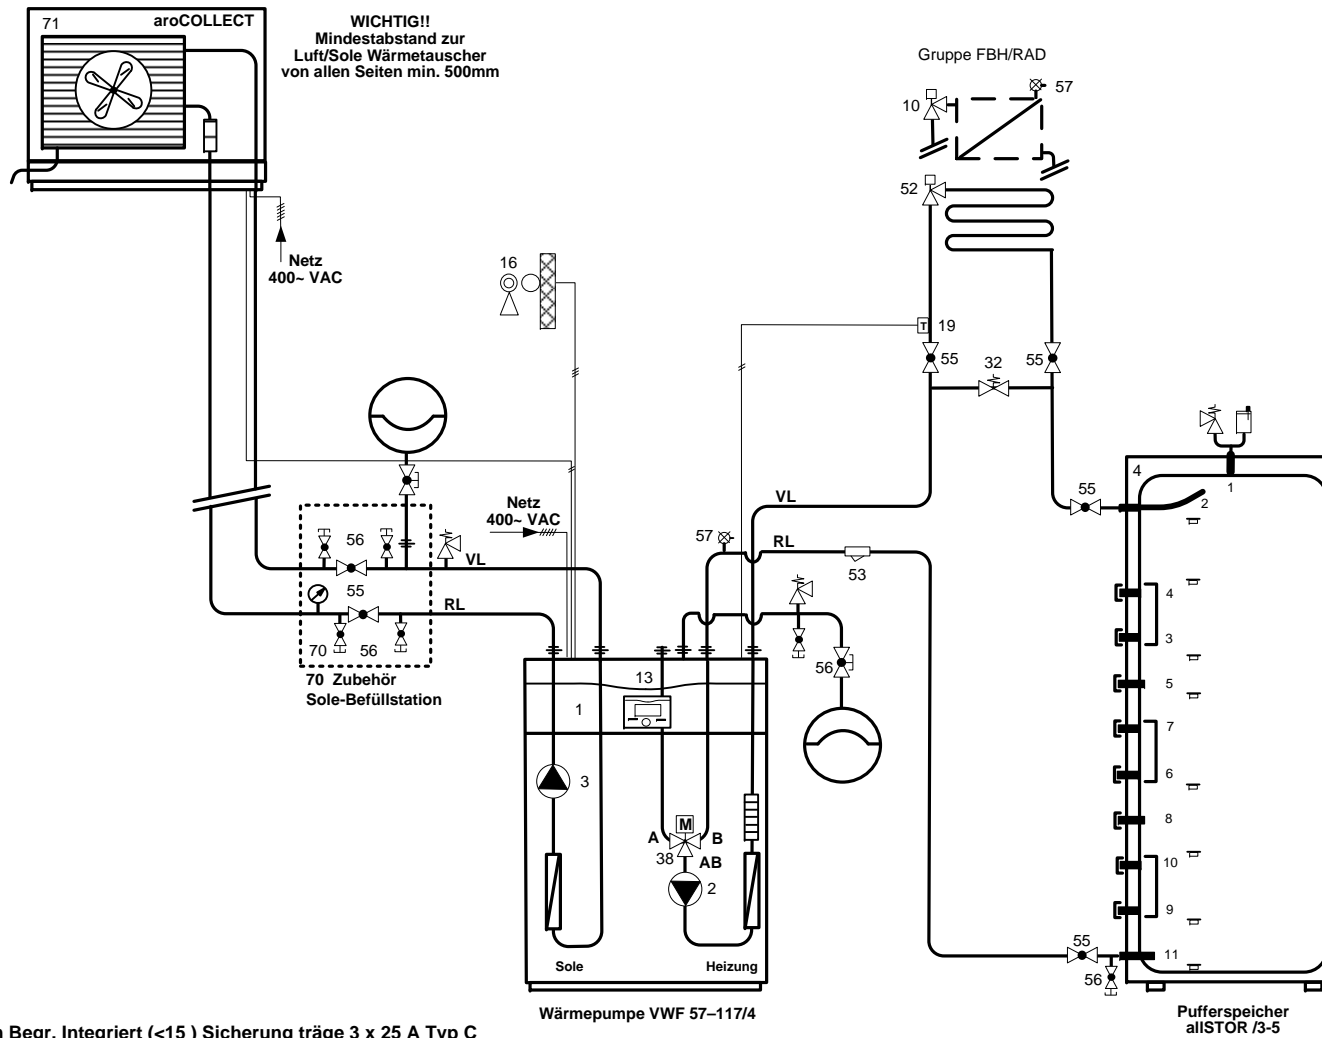 71
aroCOLLECT
WICHTIG!!
Mindestabstand zur
Luft/Sole Wärmetauscher
von allen Seiten min. 500mm
Gruppe FBH/RAD
57
10
52
Netz
400~ VAC
16
T
19
55
32
55
4
1
2
VL
55
Netz
400~ VAC
57
RL
53
56
VL
55
RL
70
56
70 Zubehör
Sole-Befüllstation
56
13
1
3
M
A
B
38
AB
2
Sole
Heizung
Wärmepumpe VWF 57–117/4
4
3
5
7
6
8
10
9
55
11
56
Pufferspeicher
allSTOR /3-5
Begr. Integriert (<15 ) Sicherung träge 3 x 25 A Typ C